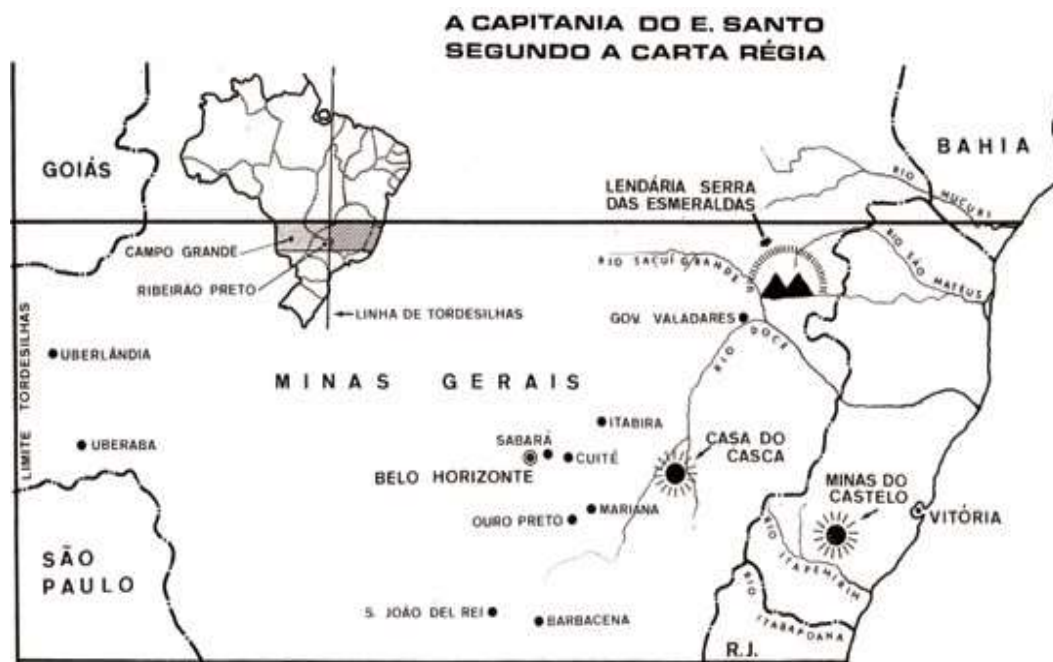 A CAPITANIA DO E. SANTO
SEGUNDO A CARTA RÉGIA
GOIÁS
BAHIA
LENDÁRIA SERRA
DAS ESMERALDAS
RIO MUCURI
CAMPO GRANDE
RIBEIRÃO PRETO
LINHA DE TORDESILHAS
RIO SAÇUÍ GRANDE
RIO SÃO MATEUS
GOV. VALADARES
RIO DOCE
LIMITE TORDESILHAS
UBERLÂNDIA
MINAS GERAIS
ITABIRA
UBERABA
SABARÁ
CUITÉ
BELO HORIZONTE
CASA DO
CASCA
MINAS DO
CASTELO
MARIANA
OURO PRETO
VITÓRIA
SÃO
PAULO
RIO ITAPEMIRIM
S. JOÃO DEL REI
BARBACENA
RIO ITABAPOANA
R.J.